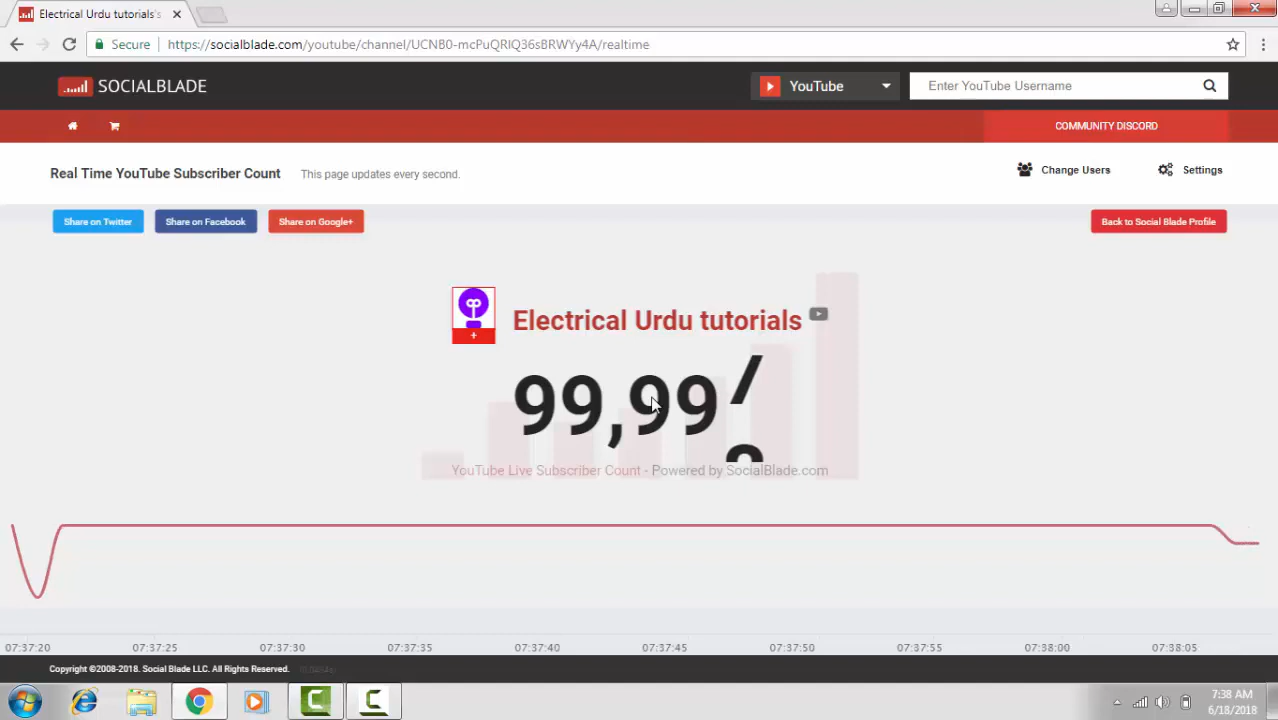 Electrical Urdu tutorials's
Secure https://socialblade.com/youtube/channel/UCNB0-mcPuQRIQ36sBRWYy4A/realtime
SOCIALBLADE YouTube Enter YouTube Username
COMMUNITY DISCORD
Real Time YouTube Subscriber Count This page updates every second. Change Users Settings
Share on Twitter Share on Facebook Share on Google+ Back to Social Blade Profile
+
Electrical Urdu tutorials
99,99
YouTube Live Subscriber Count - Powered by SocialBlade.com
07:37:20 07:37:25 07:37:30 07:37:35 07:37:40 07:37:45 07:37:50 07:37:55 07:38:00 07:38:05
Copyright ©2008-2018. Social Blade LLC. All Rights Reserved.
7:38 AM
6/18/2018